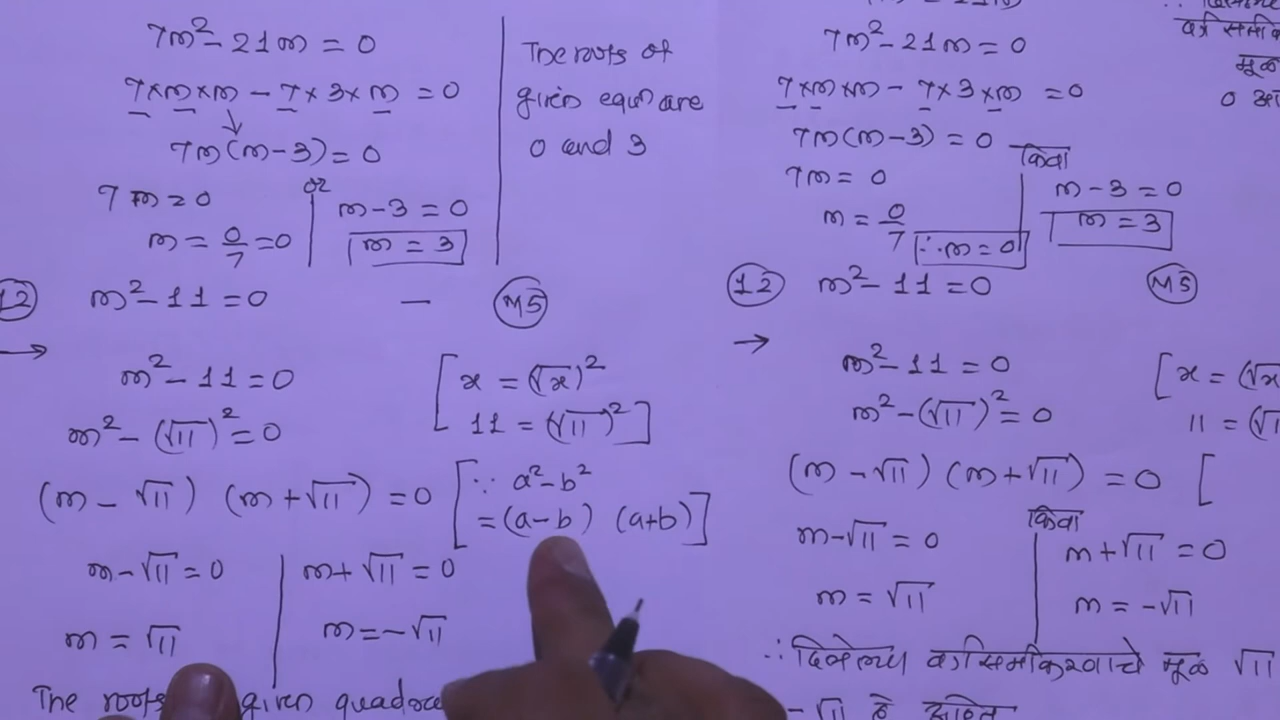 7m² - 21m = 0
7×m×m - 7×3×m = 0
7m(m-3) = 0
7m = 0 or m-3 = 0
m = 0/7 = 0 m = 3
The roots of
given equn are
0 and 3
12 m² - 11 = 0 — M5
→ m² - 11 = 0 [x = (√x)²
m² - (√11)² = 0 11 = (√11)²]
(m - √11) (m + √11) = 0 [∵ a² - b²
= (a-b) (a+b)]
m - √11 = 0 m + √11 = 0
m = √11 m = -√11
The roots given
7m² - 21m = 0
7×m×m - 7×3×m = 0
7m(m-3) = 0
7m = 0 किंवा m-3 = 0
m = 0/7 ∴m = 0 m = 3
मूळ
0
12 m² - 11 = 0 M5
→ m² - 11 = 0 [x = (√x
m² - (√11)² = 0 11 = (√1
(m - √11) (m + √11) = 0 [
m - √11 = 0 किंवा m + √11 = 0
m = √11 m = -√11
∴ दिलेल्या वर्गसमीकरणाचे मूळ √11
-√11 हे आहेत